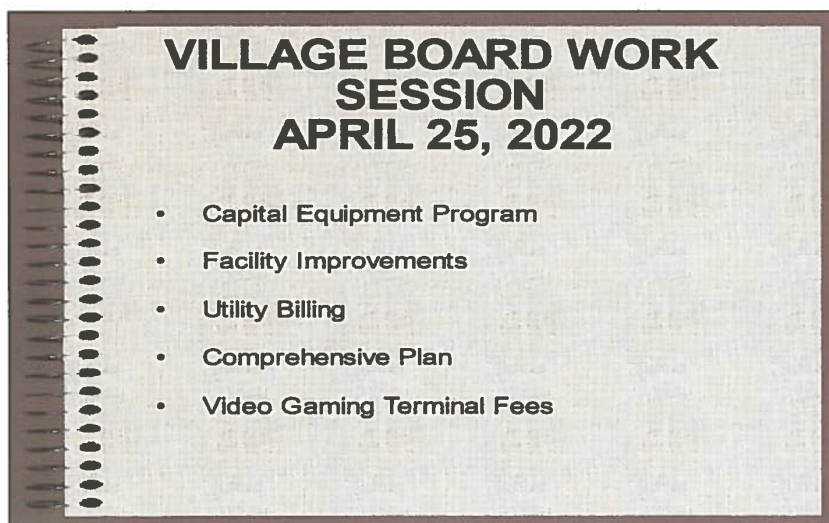 VILLAGE BOARD WORK
SESSION
APRIL 25, 2022
• Capital Equipment Program
• Facility Improvements
• Utility Billing
• Comprehensive Plan
• Video Gaming Terminal Fees